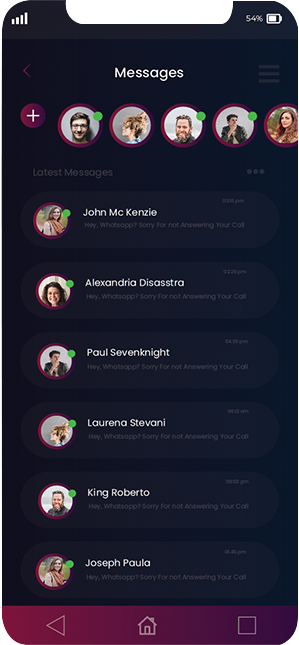 54%
Messages
Latest Messages
John Mc Kenzie
Hey, Whatsapp? Sorry For not Answering Your Call
02:29 pm
Alexandria Disasstra
Hey, Whatsapp? Sorry For not Answering Your Call
Paul Sevenknight
Hey, Whatsapp? Sorry For not Answering Your Call
Laurena Stevani
Hey, Whatsapp? Sorry For not Answering Your Call
King Roberto
Hey, Whatsapp? Sorry For not Answering Your Call
Joseph Paula
Hey, Whatsapp? Sorry For not Answering Your Call